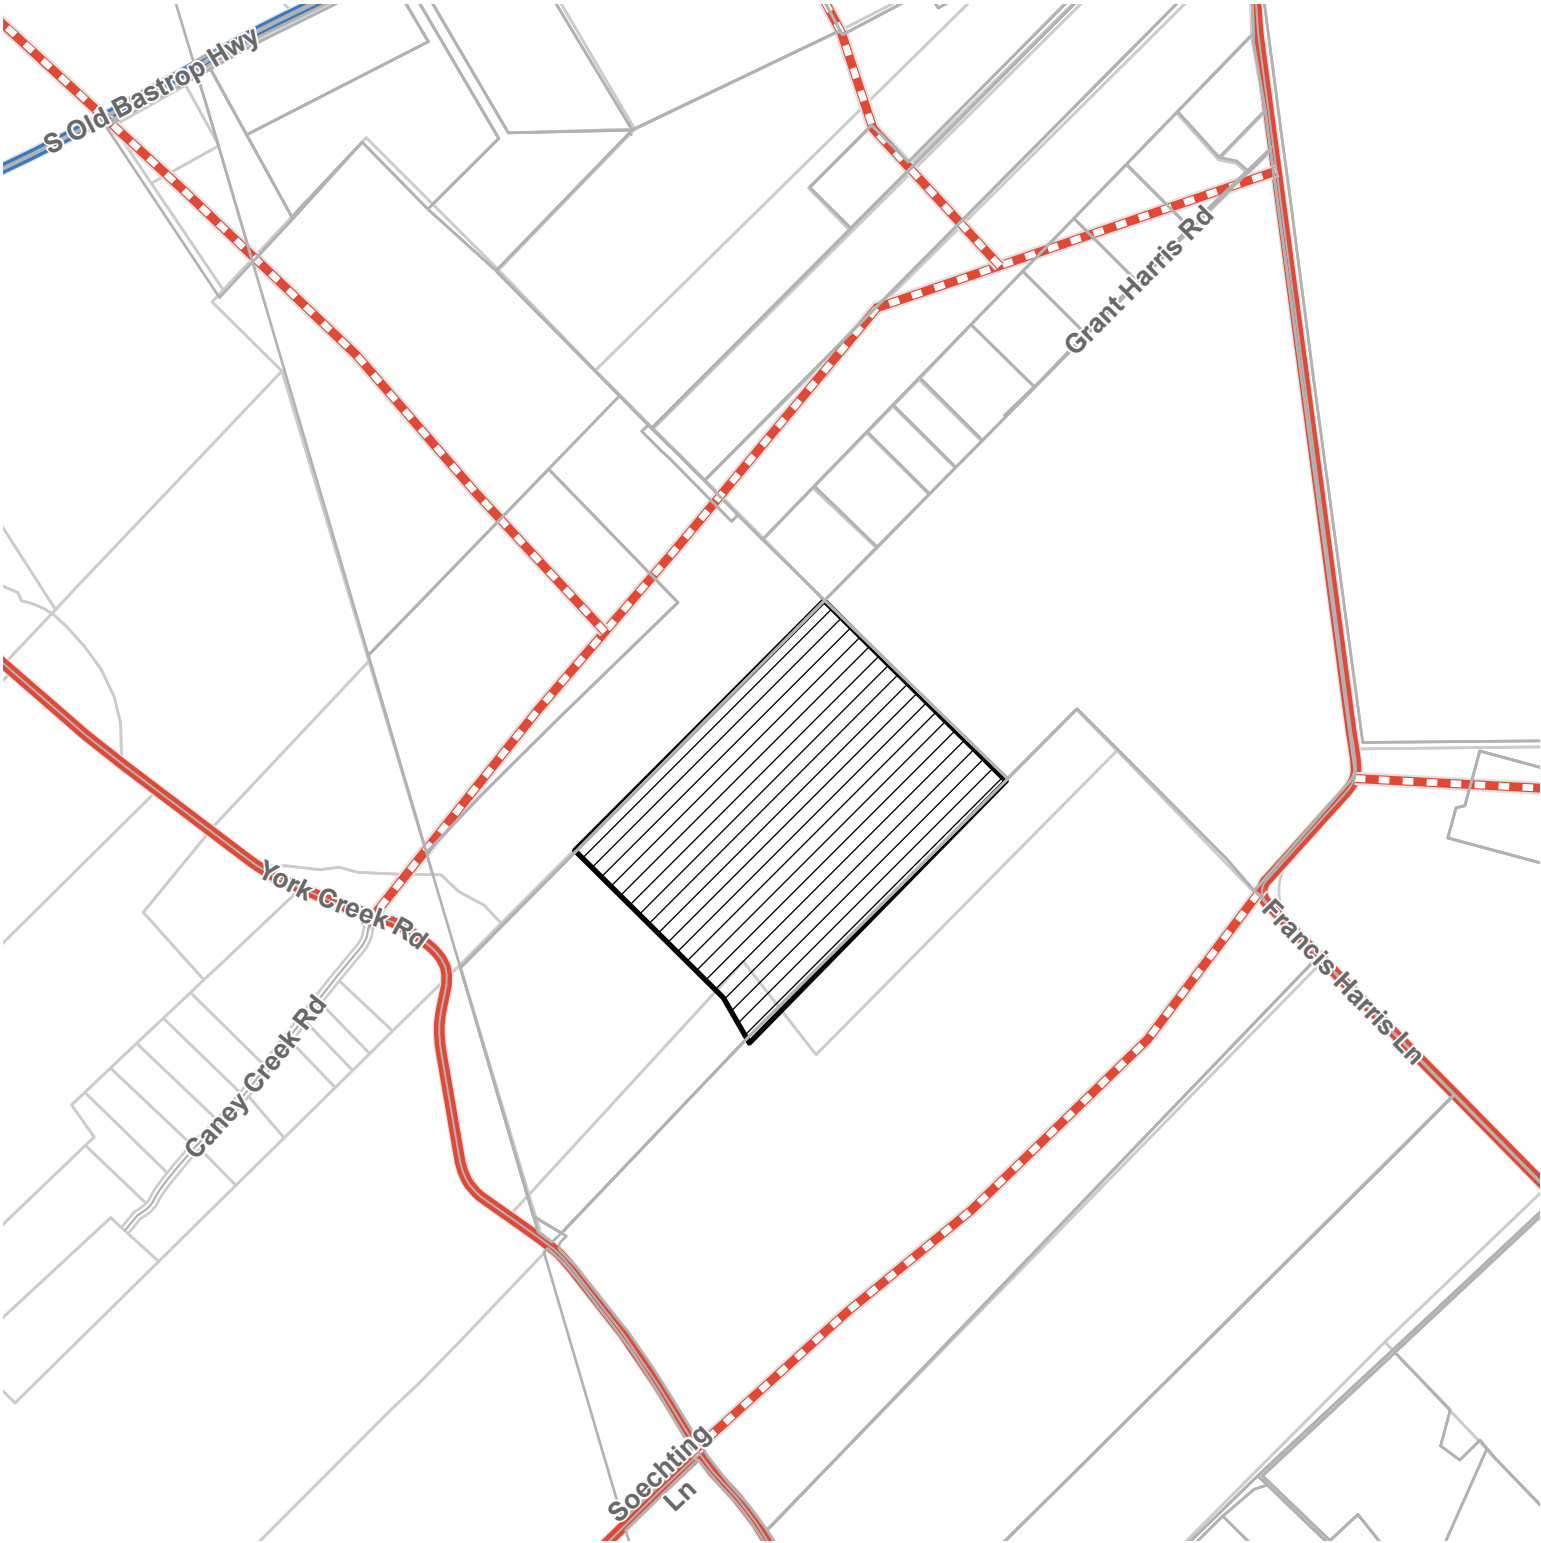 S Old Bastrop Hwy
Grant Harris Rd
York Creek Rd
Francis Harris Ln
Caney Creek Rd
Soechting
Ln